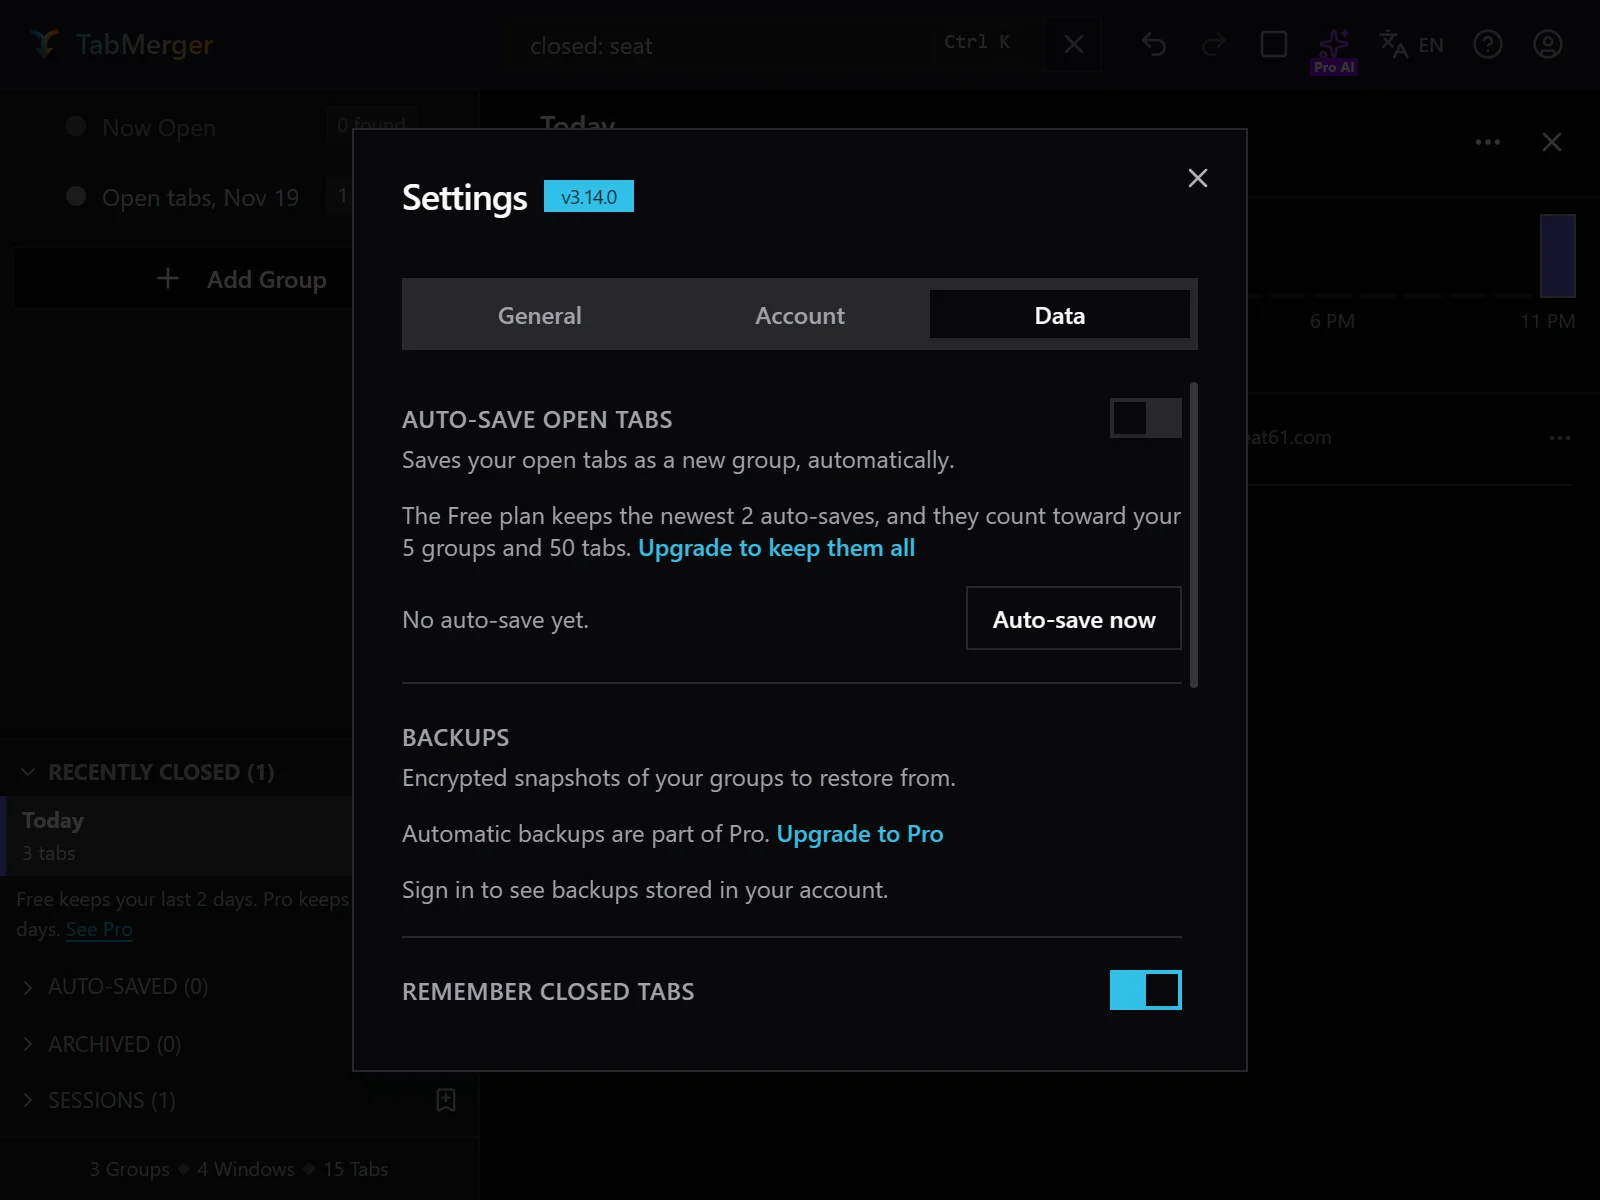 TabMerger
closed: seat
Ctrl K
Pro AI
EN
Now Open
0 found
Open tabs, Nov 19
1
Add Group
RECENTLY CLOSED (1)
Today
3 tabs
Free keeps your last 2 days. Pro keeps
days. See Pro
AUTO-SAVED (0)
ARCHIVED (0)
SESSIONS (1)
3 Groups ◆ 4 Windows ◆ 15 Tabs
Today
6 PM
11 PM
eat61.com
Settings
v3.14.0
General
Account
Data
AUTO-SAVE OPEN TABS
Saves your open tabs as a new group, automatically.
The Free plan keeps the newest 2 auto-saves, and they count toward your
5 groups and 50 tabs. Upgrade to keep them all
No auto-save yet.
Auto-save now
BACKUPS
Encrypted snapshots of your groups to restore from.
Automatic backups are part of Pro. Upgrade to Pro
Sign in to see backups stored in your account.
REMEMBER CLOSED TABS